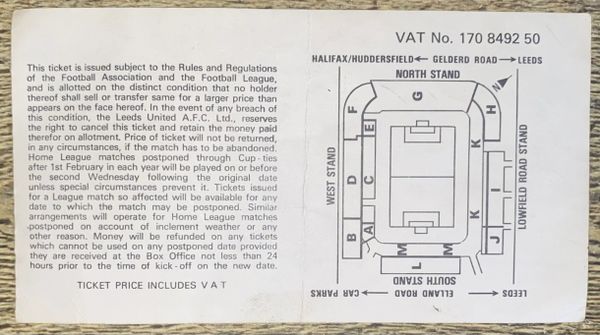 This ticket is issued subject to the Rules and Regulations
of the Football Association and the Football League,
and is allotted on the distinct condition that no holder
thereof shall sell or transfer same for a larger price than
appears on the face hereof. In the event of any breach of
this condition, the Leeds United A.F.C. Ltd., reserves
the right to cancel this ticket and retain the money paid
therefor on allotment. Price of ticket will not be returned,
in any circumstances, if the match has to be abandoned.
Home League matches postponed through Cup-ties
after 1st February in each year will be played on or before
the second Wednesday following the original date
unless special circumstances prevent it. Tickets issued
for a League match so affected will be available for any
date to which the match may be postponed. Similar
arrangements will operate for Home League matches
postponed on account of inclement weather or any
other reason. Money will be refunded on any tickets
which cannot be used on any postponed date provided
they are received at the Box Office not less than 24
hours prior to the time of kick-off on the new date.
TICKET PRICE INCLUDES V A T
VAT No. 170 8492 50
HALIFAX/HUDDERSFIELD ← GELDERD ROAD → LEEDS
NORTH STAND
N
F
G
H
E
K
WEST STAND
D
C
I
LOWFIELD ROAD STAND
K
B
A
J
M
M
L
SOUTH STAND
CAR PARKS ← ELLAND ROAD → LEEDS